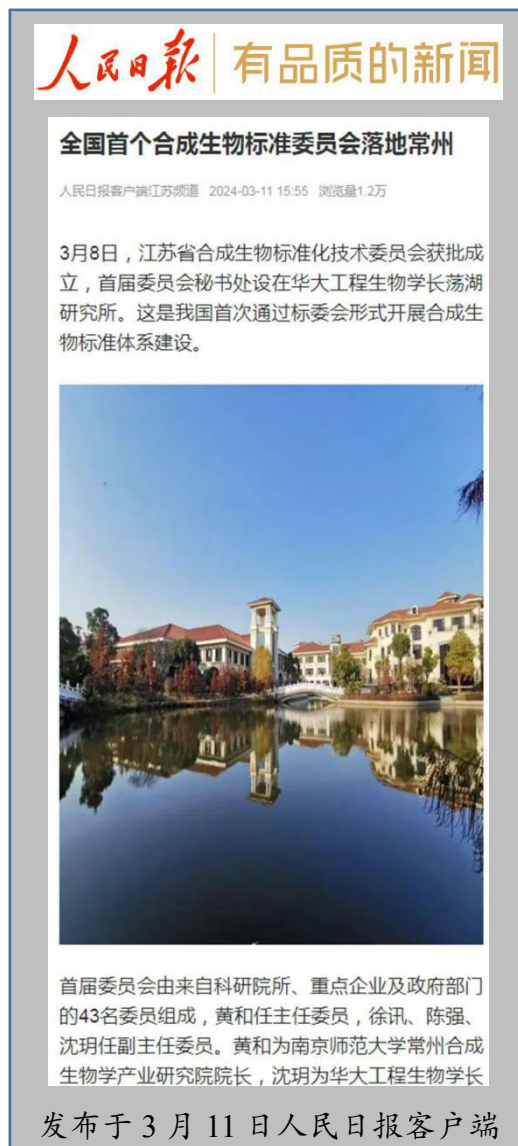 人民日报 有品质的新闻
全国首个合成生物标准委员会落地常州
人民日报客户端江苏频道 2024-03-11 15:55 浏览量1.2万
3月8日，江苏省合成生物标准化技术委员会获批成
立，首届委员会秘书处设在华大工程生物学长荡湖
研究所。这是我国首次通过标委会形式开展合成生
物标准体系建设。
首届委员会由来自科研院所、重点企业及政府部门
的43名委员组成，黄和任主任委员，徐讯、陈强、
沈玥任副主任委员。黄和为南京师范大学常州合成
生物学产业研究院院长，沈玥为华大工程生物学长
发布于 3 月 11 日人民日报客户端